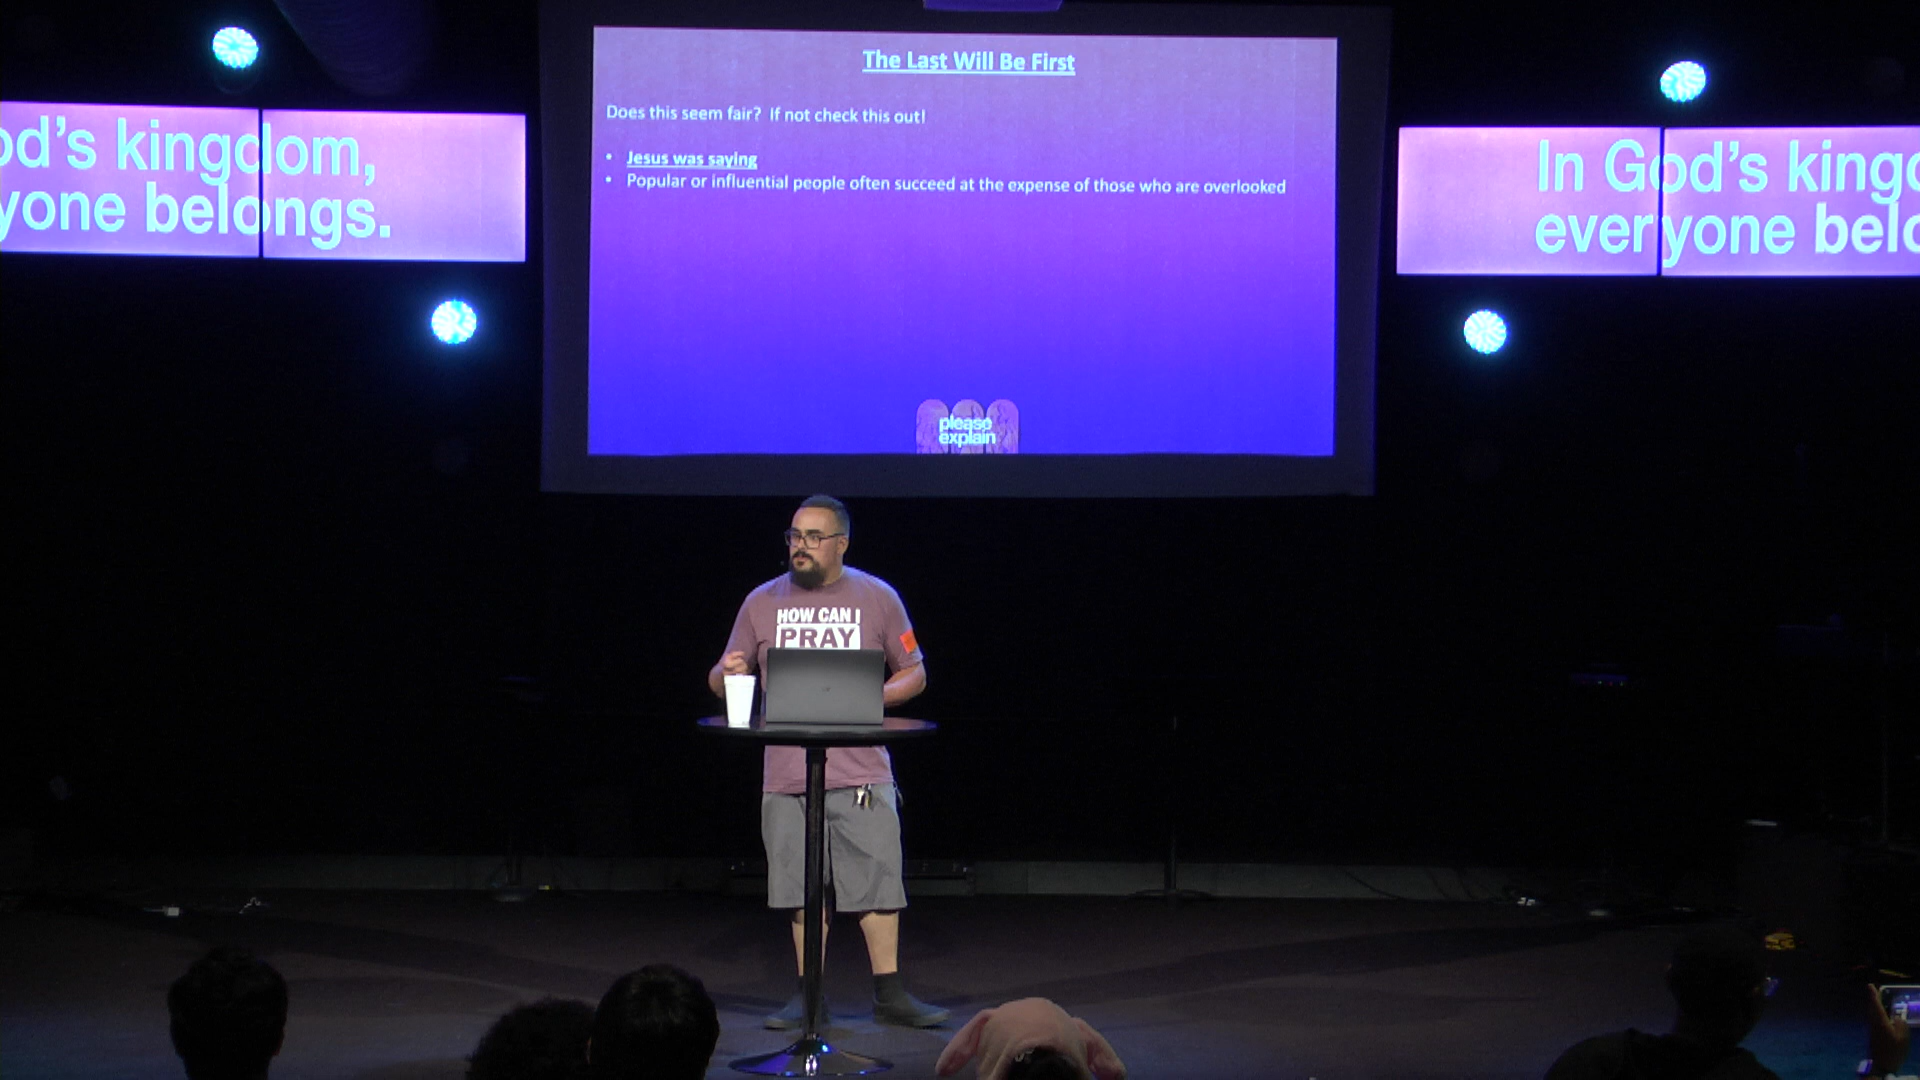 The Last Will Be First
Does this seem fair? If not check this out!
• Jesus was saying
• Popular or influential people often succeed at the expense of those who are overlooked
please
explain
od's kingdom,
yone belongs.
In God's kingd
everyone belo
HOW CAN I
PRAY